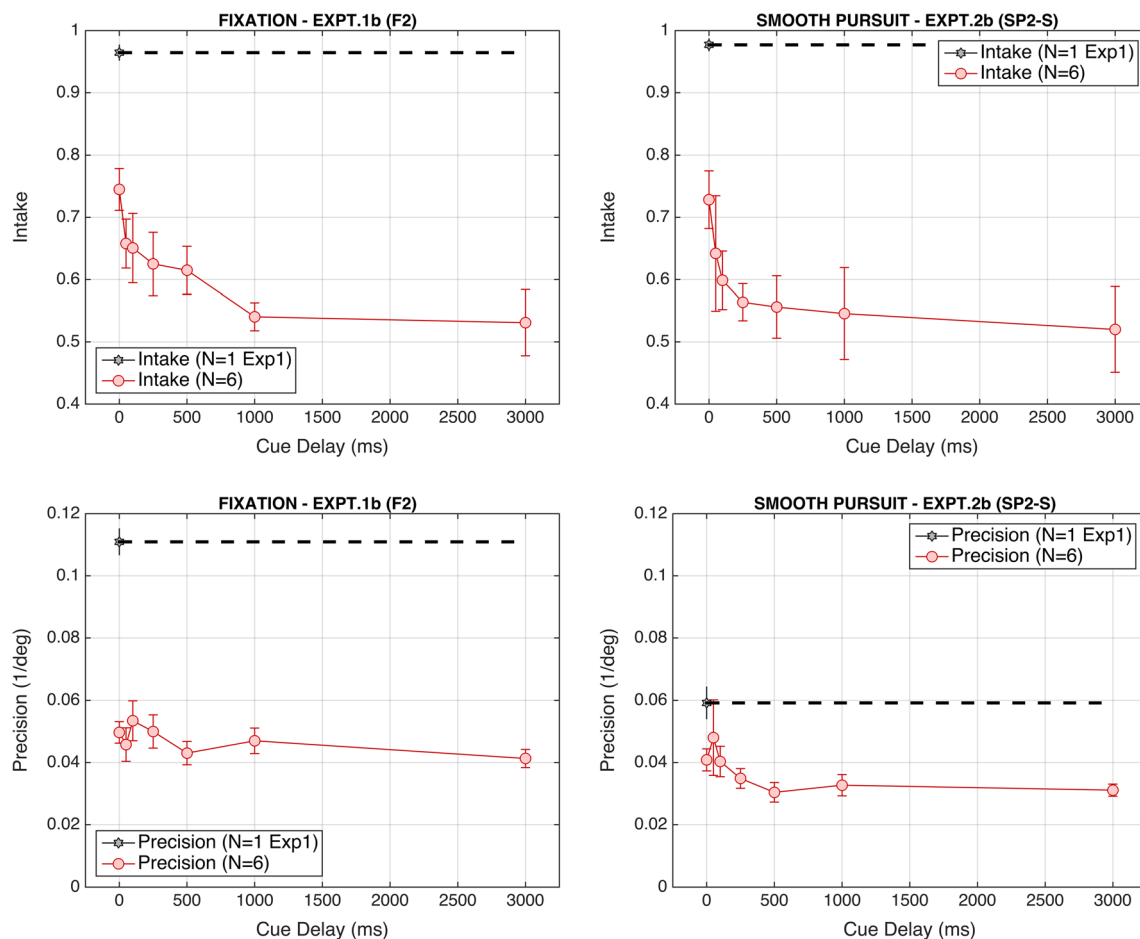 FIXATION - EXPT.1b (F2)
1
0.9
0.8
0.7
0.6
0.5
0.4
Intake
Intake (N=1 Exp1)
Intake (N=6)
0 500 1000 1500 2000 2500 3000
Cue Delay (ms)
SMOOTH PURSUIT - EXPT.2b (SP2-S)
1
0.9
0.8
0.7
0.6
0.5
0.4
Intake
Intake (N=1 Exp1)
Intake (N=6)
0 500 1000 1500 2000 2500 3000
Cue Delay (ms)
FIXATION - EXPT.1b (F2)
0.12
0.1
0.08
0.06
0.04
0.02
0
Precision (1/deg)
Precision (N=1 Exp1)
Precision (N=6)
0 500 1000 1500 2000 2500 3000
Cue Delay (ms)
SMOOTH PURSUIT - EXPT.2b (SP2-S)
0.12
0.1
0.08
0.06
0.04
0.02
0
Precision (1/deg)
Precision (N=1 Exp1)
Precision (N=6)
0 500 1000 1500 2000 2500 3000
Cue Delay (ms)